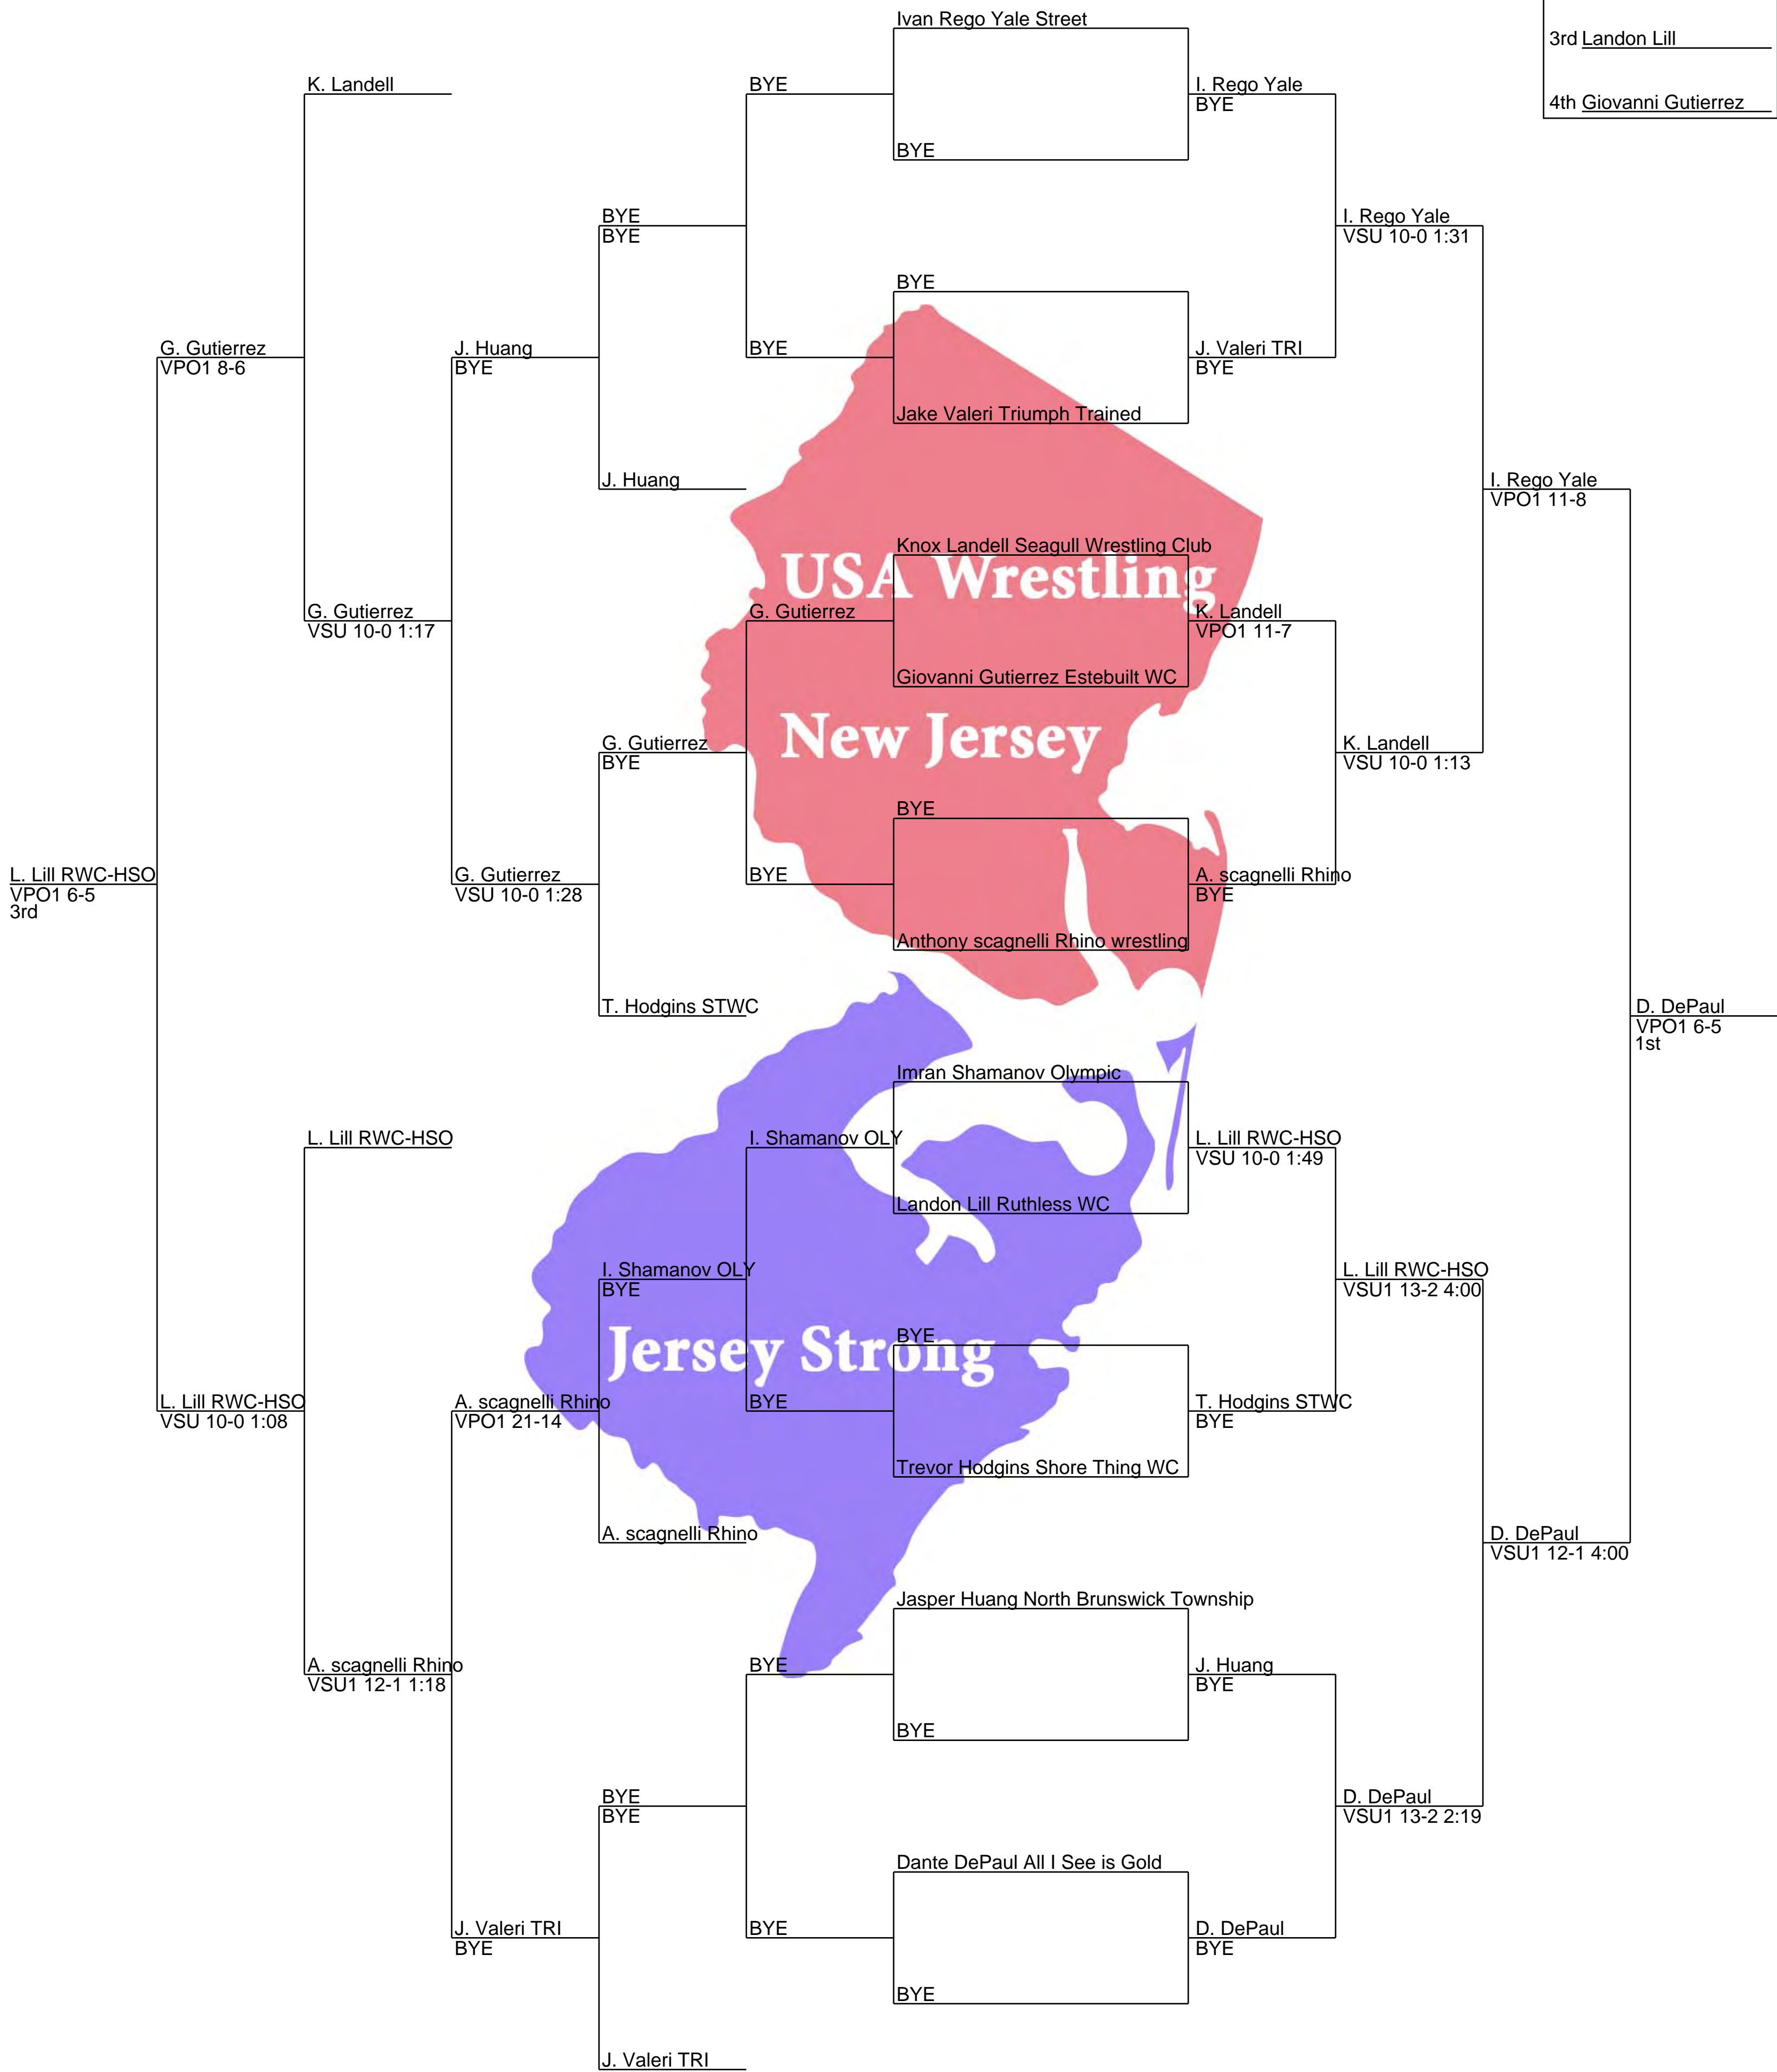 Ivan Rego Yale Street
3rd Landon Lill
K. Landell
BYE
I. Rego Yale
BYE
4th Giovanni Gutierrez
BYE
BYE
BYE
I. Rego Yale
VSU 10-0 1:31
BYE
G. Gutierrez
VPO1 8-6
J. Huang
BYE
BYE
J. Valeri TRI
BYE
Jake Valeri Triumph Trained
J. Huang
I. Rego Yale
VPO1 11-8
Knox Landell Seagull Wrestling Club
USA Wrestling
G. Gutierrez
VSU 10-0 1:17
G. Gutierrez
K. Landell
VPO1 11-7
Giovanni Gutierrez Estebuilt WC
New Jersey
G. Gutierrez
BYE
K. Landell
VSU 10-0 1:13
BYE
L. Lill RWC-HSO
VPO1 6-5
3rd
G. Gutierrez
VSU 10-0 1:28
BYE
A. scagnelli Rhino
BYE
Anthony scagnelli Rhino wrestling
T. Hodgins STWC
D. DePaul
VPO1 6-5
1st
Imran Shamanov Olympic
L. Lill RWC-HSO
I. Shamanov OLY
L. Lill RWC-HSO
VSU 10-0 1:49
Landon Lill Ruthless WC
I. Shamanov OLY
BYE
L. Lill RWC-HSO
VSU1 13-2 4:00
BYE
Jersey Strong
L. Lill RWC-HSO
VSU 10-0 1:08
A. scagnelli Rhino
VPO1 21-14
BYE
T. Hodgins STWC
BYE
Trevor Hodgins Shore Thing WC
A. scagnelli Rhino
D. DePaul
VSU1 12-1 4:00
Jasper Huang North Brunswick Township
A. scagnelli Rhino
VSU1 12-1 1:18
BYE
J. Huang
BYE
BYE
BYE
BYE
D. DePaul
VSU1 13-2 2:19
Dante DePaul All I See is Gold
J. Valeri TRI
BYE
BYE
D. DePaul
BYE
BYE
J. Valeri TRI